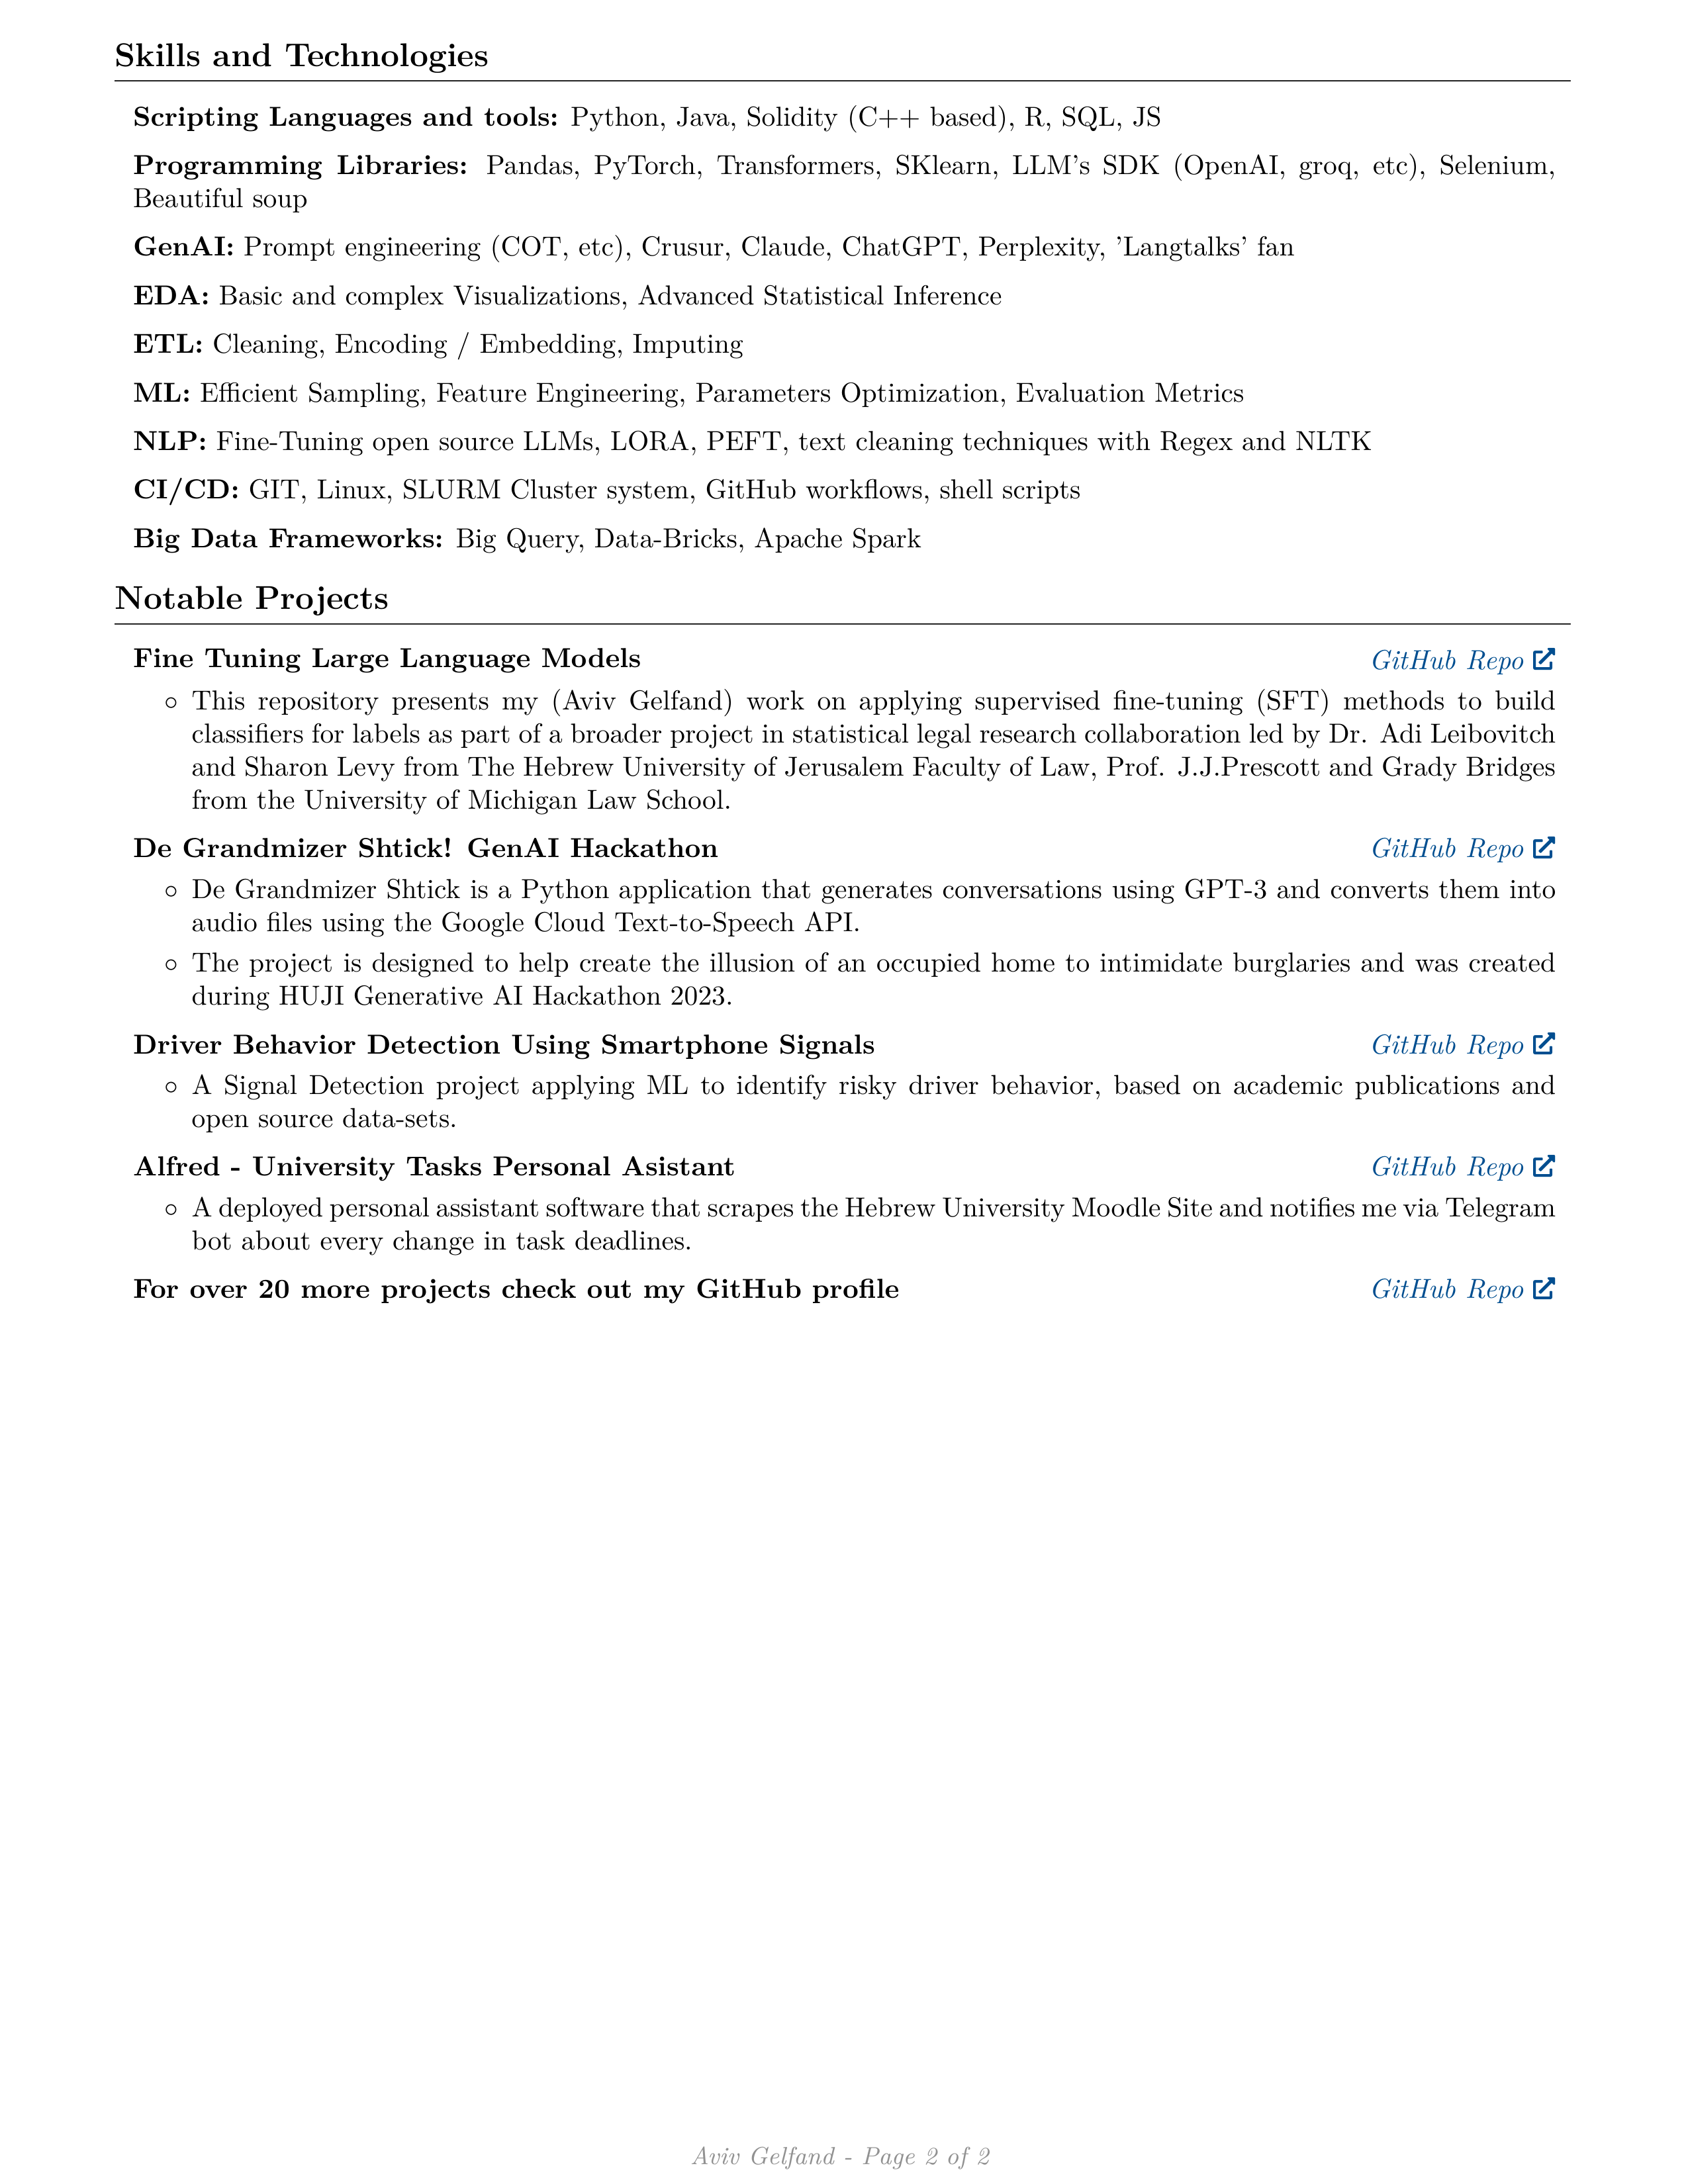 Skills and Technologies
Scripting Languages and tools: Python, Java, Solidity (C++ based), R, SQL, JS
Programming Libraries: Pandas, PyTorch, Transformers, SKlearn, LLM's SDK (OpenAI, groq, etc), Selenium,
Beautiful soup
GenAI: Prompt engineering (COT, etc), Crusur, Claude, ChatGPT, Perplexity, 'Langtalks' fan
EDA: Basic and complex Visualizations, Advanced Statistical Inference
ETL: Cleaning, Encoding / Embedding, Imputing
ML: Efficient Sampling, Feature Engineering, Parameters Optimization, Evaluation Metrics
NLP: Fine-Tuning open source LLMs, LORA, PEFT, text cleaning techniques with Regex and NLTK
CI/CD: GIT, Linux, SLURM Cluster system, GitHub workflows, shell scripts
Big Data Frameworks: Big Query, Data-Bricks, Apache Spark
Notable Projects
Fine Tuning Large Language Models GitHub Repo
◦ This repository presents my (Aviv Gelfand) work on applying supervised fine-tuning (SFT) methods to build
classifiers for labels as part of a broader project in statistical legal research collaboration led by Dr. Adi Leibovitch
and Sharon Levy from The Hebrew University of Jerusalem Faculty of Law, Prof. J.J.Prescott and Grady Bridges
from the University of Michigan Law School.
De Grandmizer Shtick! GenAI Hackathon GitHub Repo
◦ De Grandmizer Shtick is a Python application that generates conversations using GPT-3 and converts them into
audio files using the Google Cloud Text-to-Speech API.
◦ The project is designed to help create the illusion of an occupied home to intimidate burglaries and was created
during HUJI Generative AI Hackathon 2023.
Driver Behavior Detection Using Smartphone Signals GitHub Repo
◦ A Signal Detection project applying ML to identify risky driver behavior, based on academic publications and
open source data-sets.
Alfred - University Tasks Personal Asistant GitHub Repo
◦ A deployed personal assistant software that scrapes the Hebrew University Moodle Site and notifies me via Telegram
bot about every change in task deadlines.
For over 20 more projects check out my GitHub profile GitHub Repo
Aviv Gelfand - Page 2 of 2